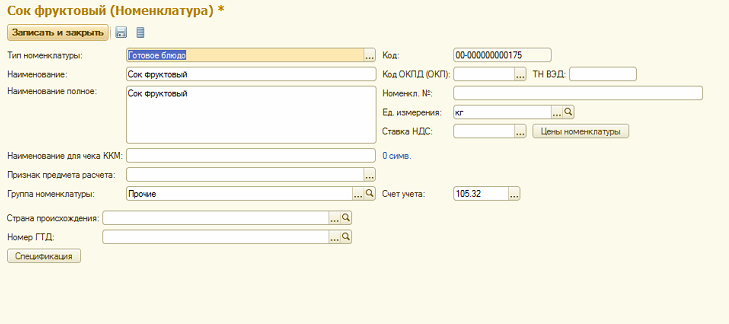 Сок фруктовый (Номенклатура) *
Записать и закрыть
Тип номенклатуры: Готовое блюдо ... Код: 00-000000000175
Наименование: Сок фруктовый Код ОКПД (ОКП): ... ТН ВЭД:
Наименование полное: Сок фруктовый Номенкл. №:
Ед. измерения: кг ...
Ставка НДС: ... Цены номенклатуры
Наименование для чека ККМ: 0 симв.
Признак предмета расчета: ...
Группа номенклатуры: Прочие ... Счет учета: 105.32 ...
Страна происхождения: ...
Номер ГТД: ...
Спецификация